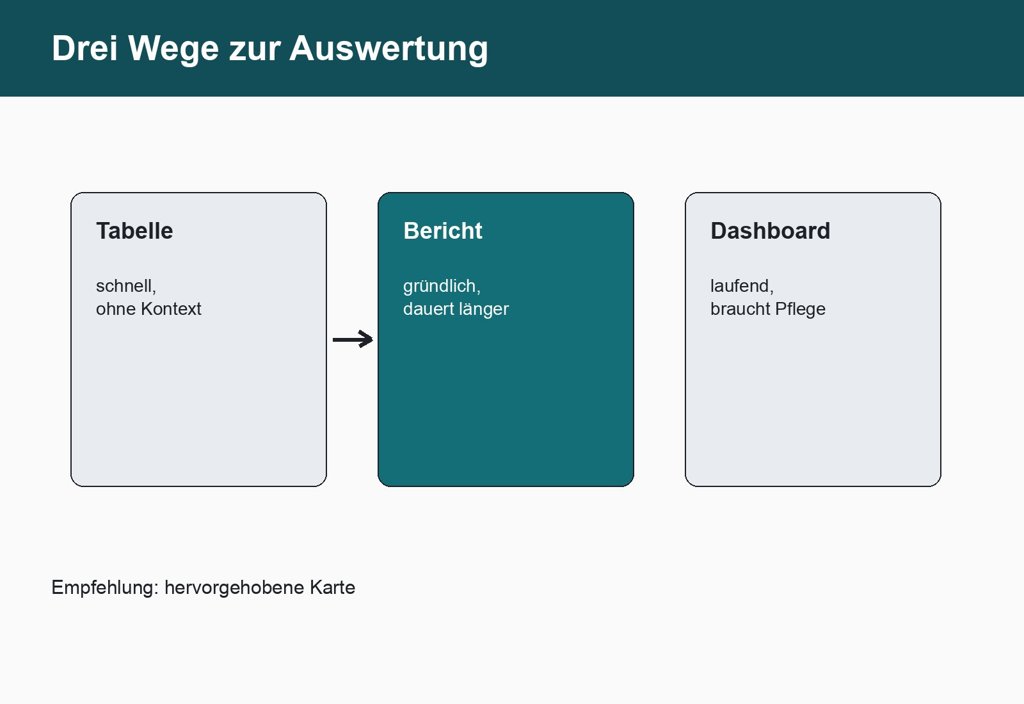 Drei Wege zur Auswertung
Tabelle
schnell,
ohne Kontext
Bericht
gründlich,
dauert länger
Dashboard
laufend,
braucht Pflege
Empfehlung: hervorgehobene Karte